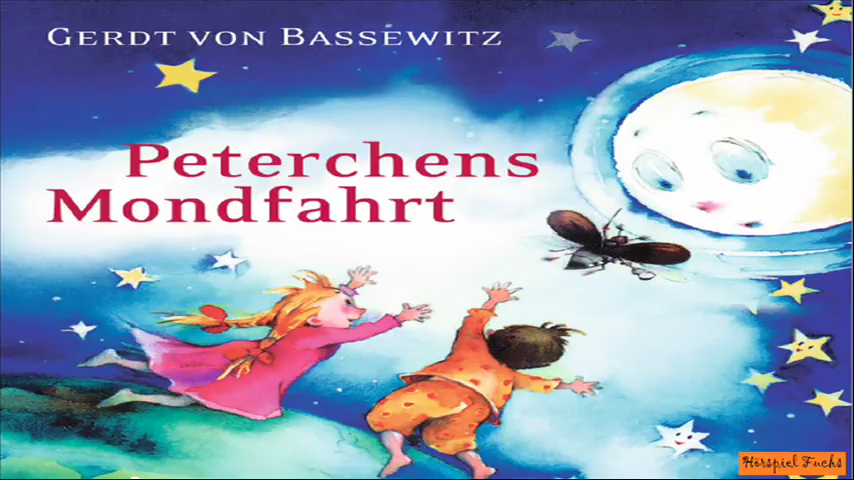 GERDT VON BASSEWITZ
Peterchens
Mondfahrt
Hörspiel Fuchs